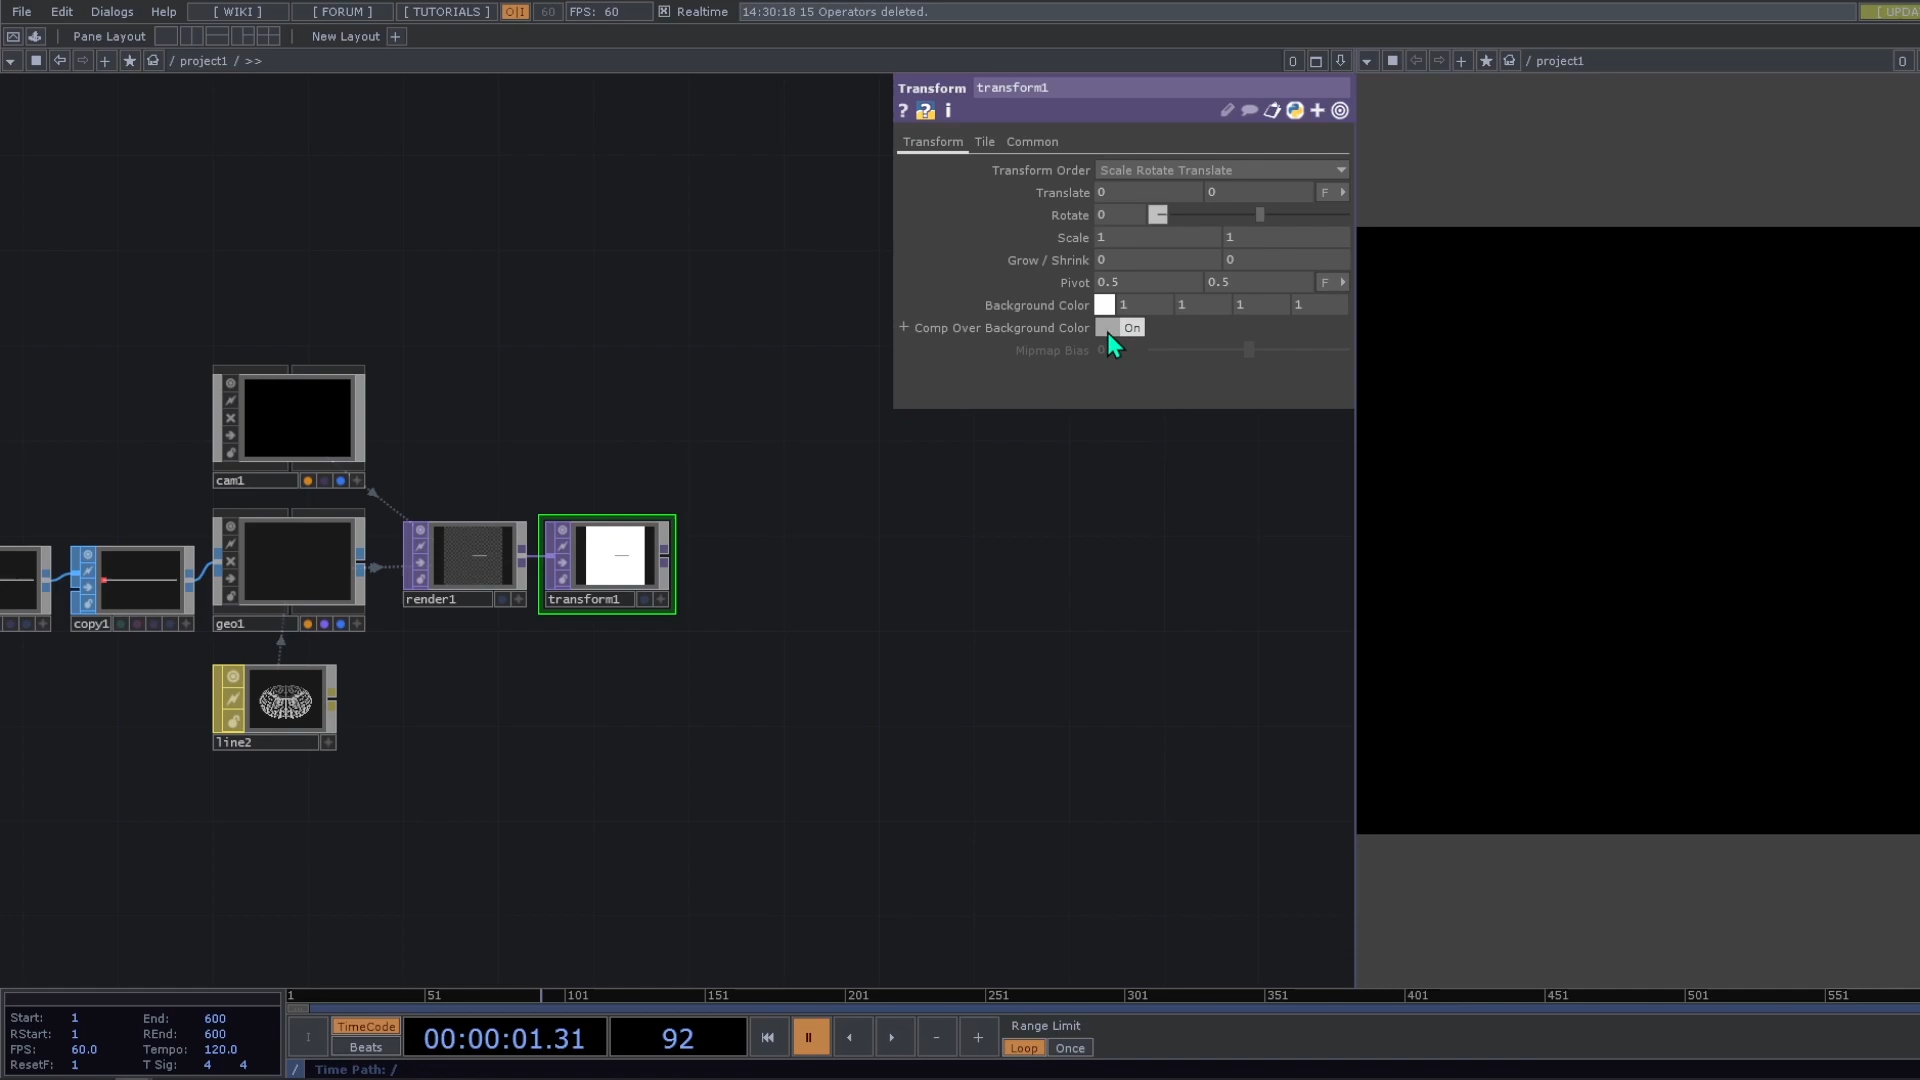 File Edit Dialogs Help [ WIKI ] [ FORUM ] [ TUTORIALS ] O|I 60 FPS: 60 Realtime 14:30:18 15 Operators deleted.
Pane Layout New Layout +
/ project1 / >> 0 / project1 0
Transform transform1
? ? i
Transform Tile Common
Transform Order Scale Rotate Translate
Translate 0 0 F
Rotate 0
Scale 1 1
Grow / Shrink 0 0
Pivot 0.5 0.5 F
Background Color 1 1 1 1
+ Comp Over Background Color On
Mipmap Bias
cam1
render1
transform1
copy1
geo1
line2
1 51 101 151 201 251 301 351 401 451 501 551
Start: 1 End: 600
RStart: 1 REnd: 600
FPS: 60.0 Tempo: 120.0
ResetF: 1 T Sig: 4 4
TimeCode
Beats
00:00:01.31
92
- +
Range Limit
Loop Once
/ Time Path: /